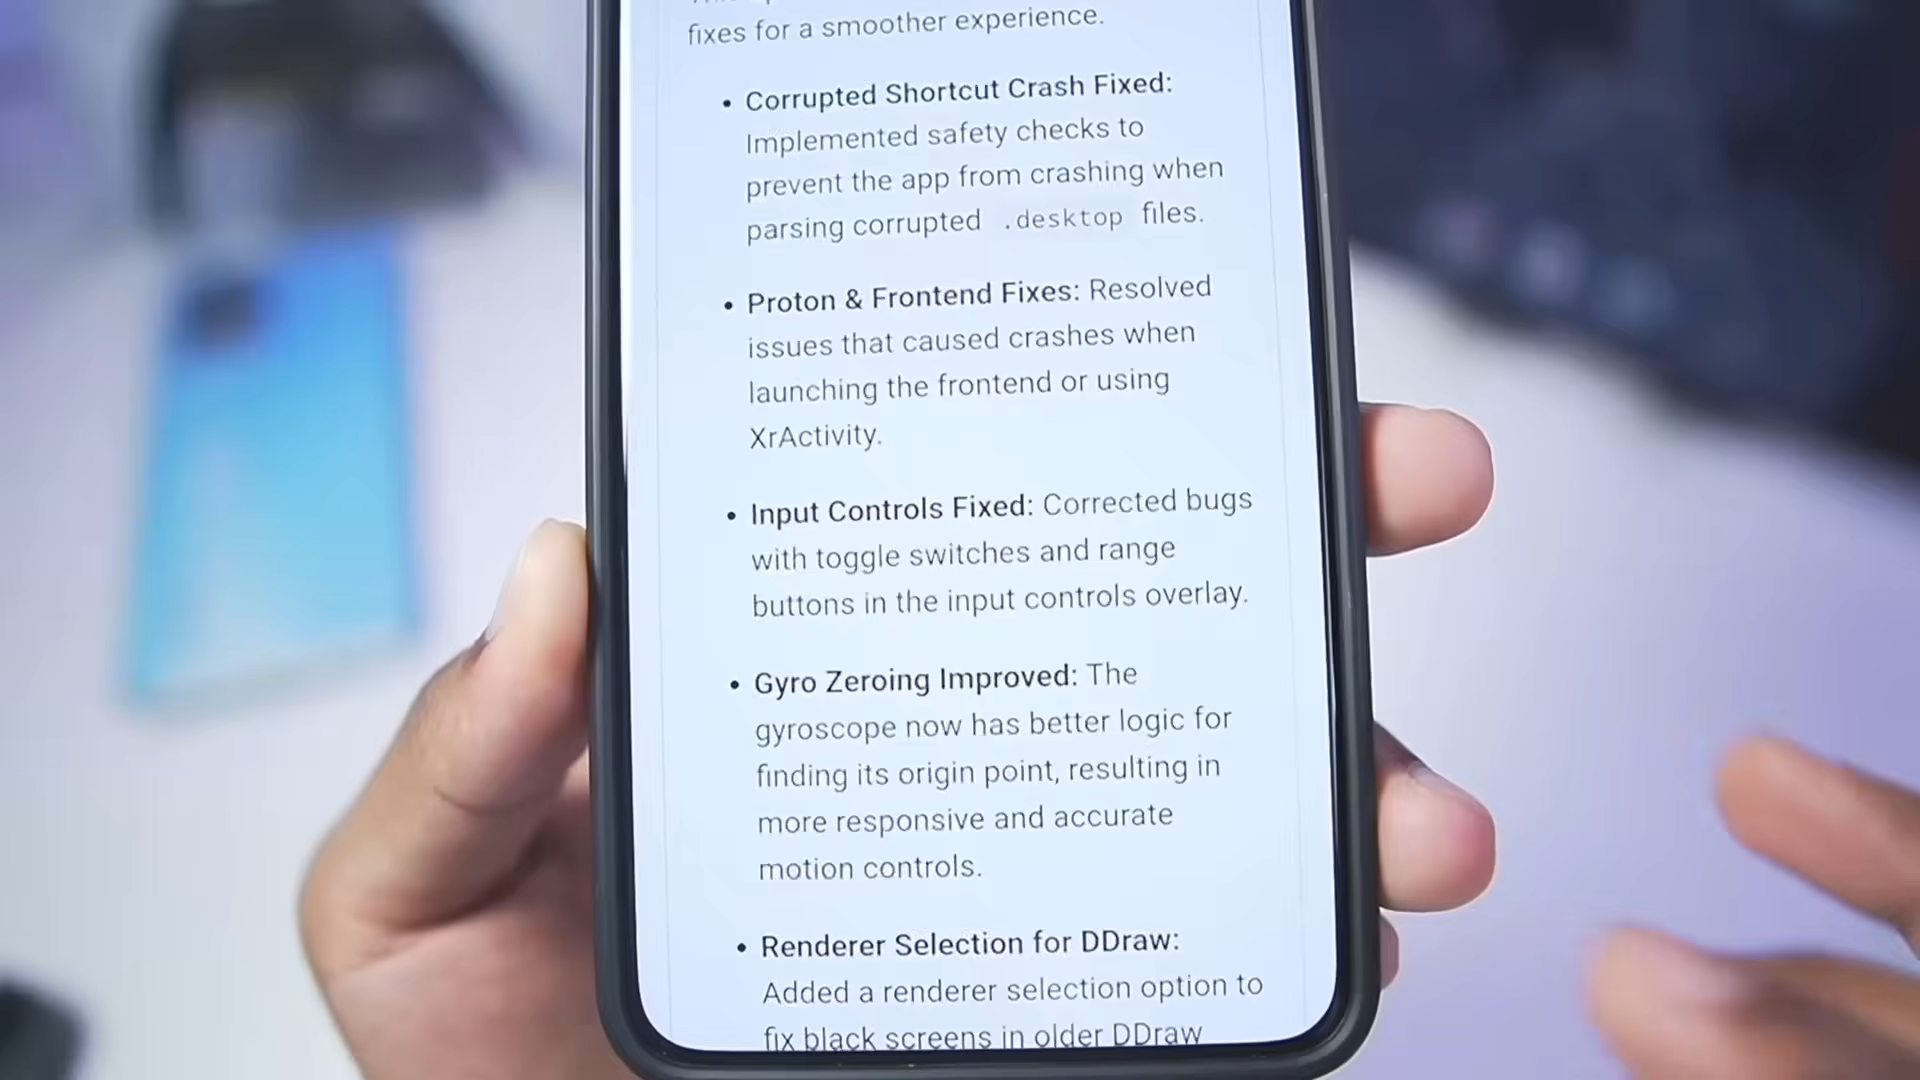 fixes for a smoother experience.
• Corrupted Shortcut Crash Fixed:
Implemented safety checks to
prevent the app from crashing when
parsing corrupted .desktop files.
• Proton & Frontend Fixes: Resolved
issues that caused crashes when
launching the frontend or using
XrActivity.
• Input Controls Fixed: Corrected bugs
with toggle switches and range
buttons in the input controls overlay.
• Gyro Zeroing Improved: The
gyroscope now has better logic for
finding its origin point, resulting in
more responsive and accurate
motion controls.
• Renderer Selection for DDraw:
Added a renderer selection option to
fix black screens in older DDraw